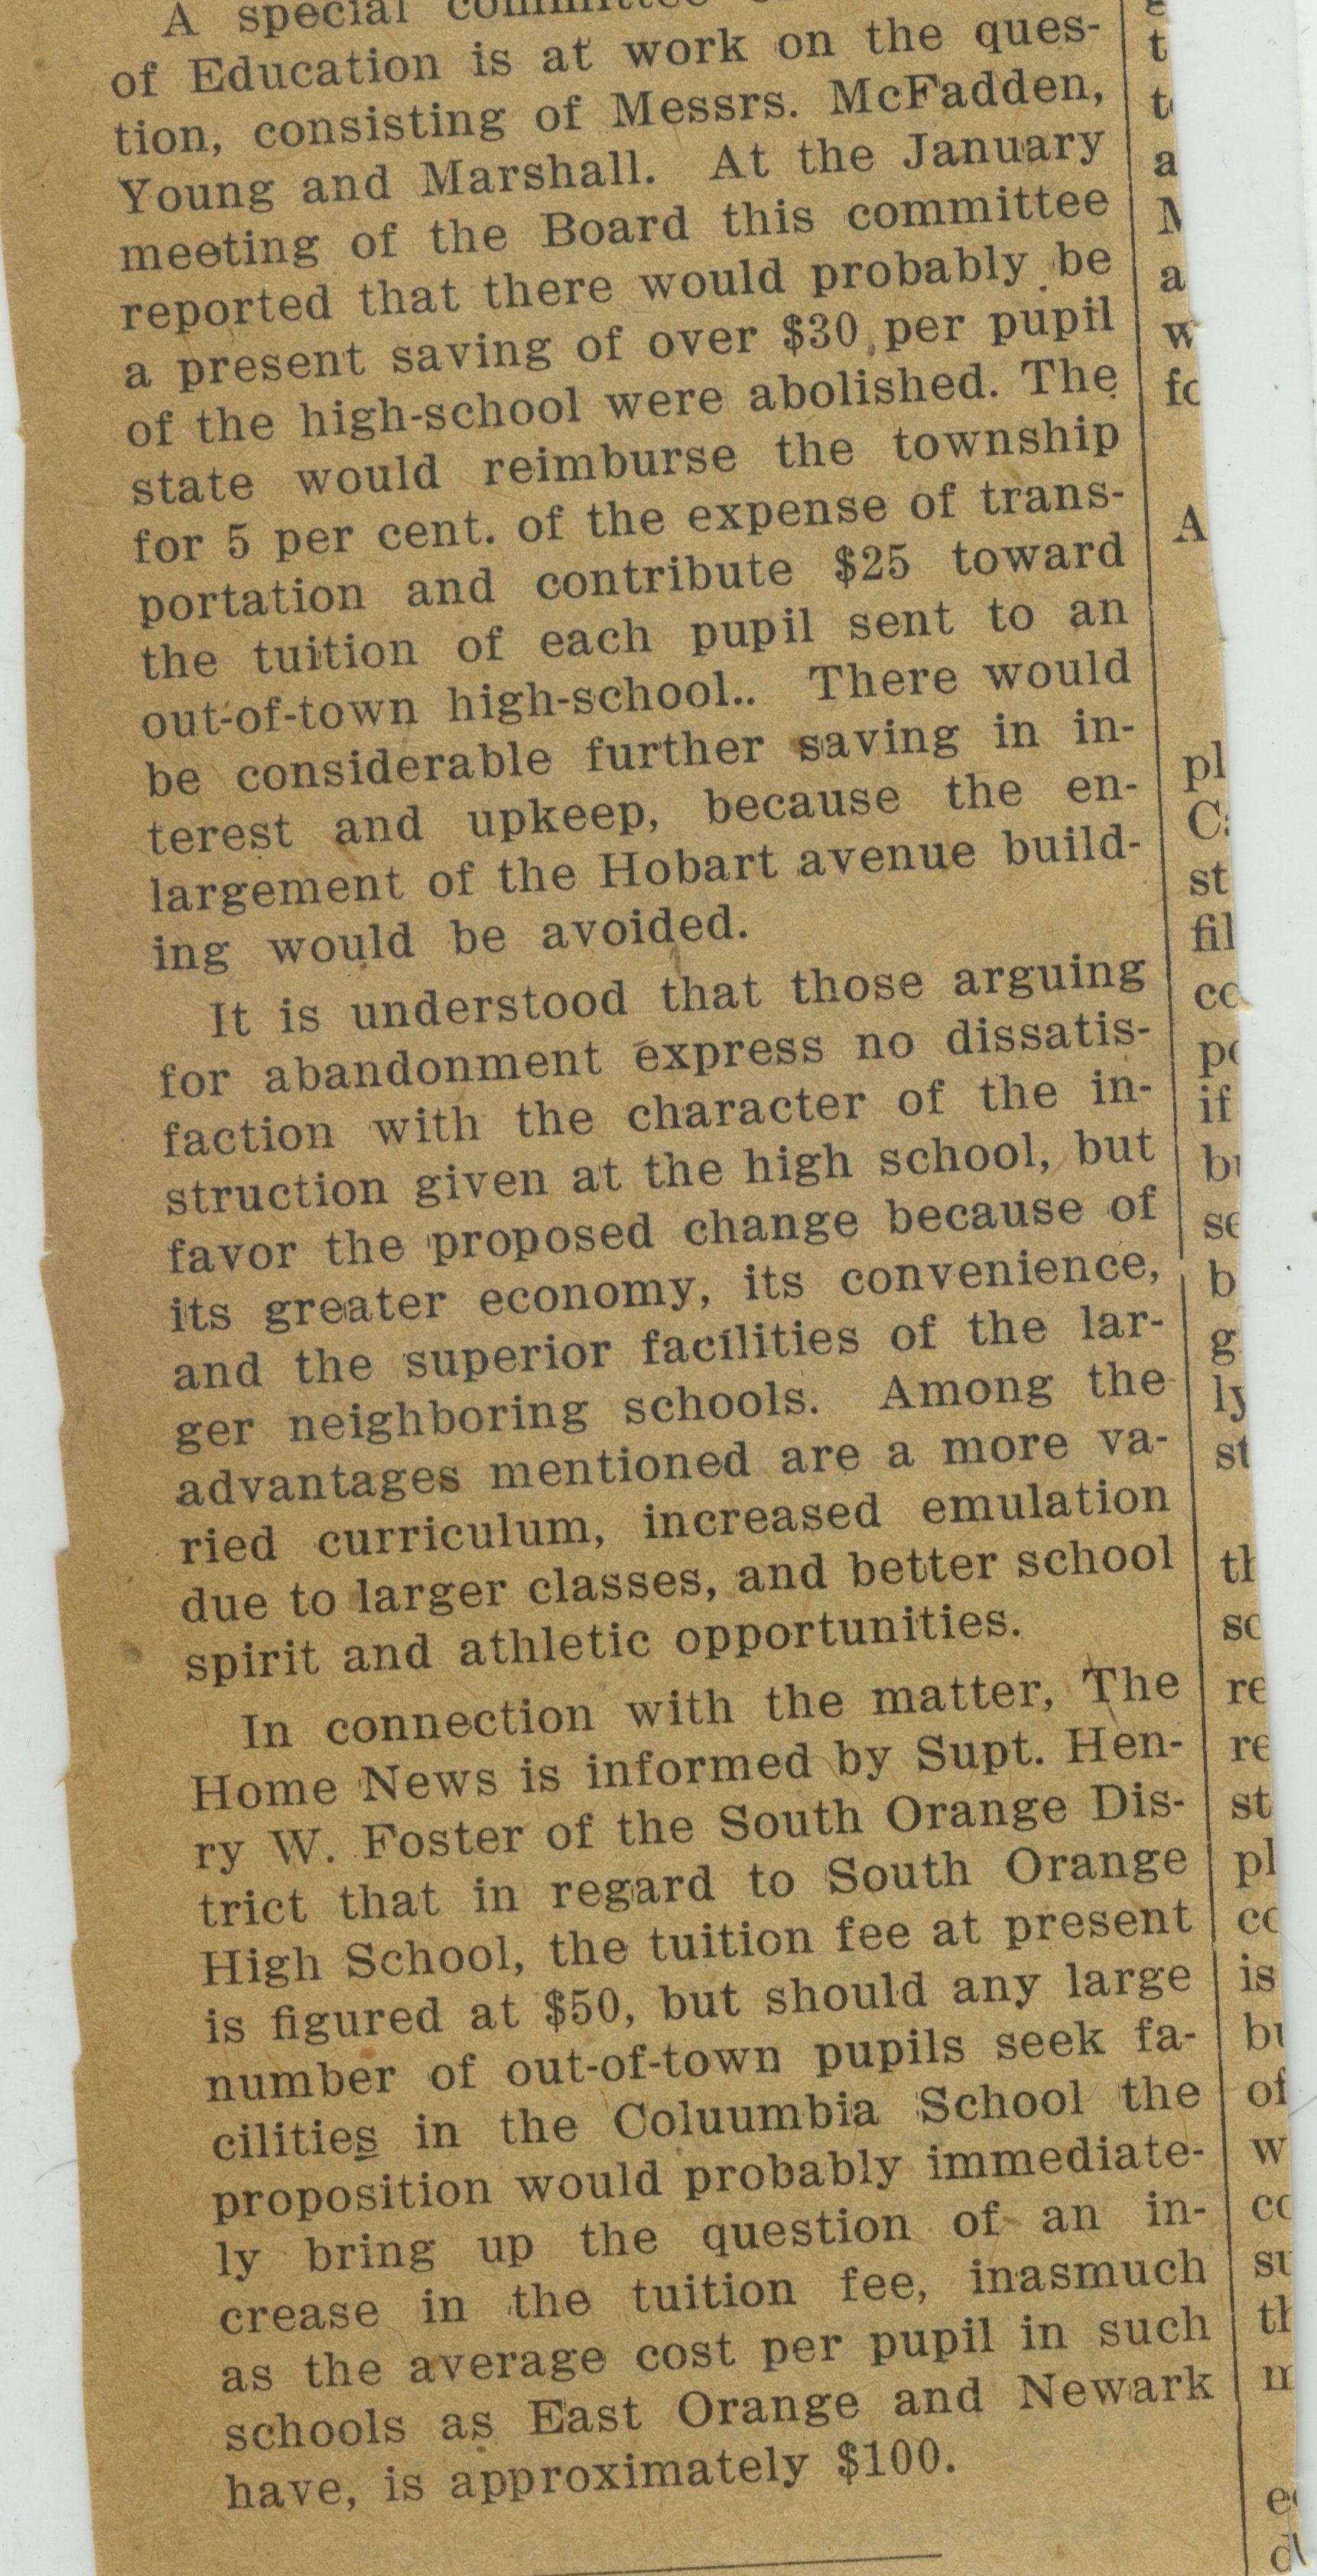 A special committee
of Education is at work on the ques-
tion, consisting of Messrs. McFadden,
Young and Marshall. At the January
meeting of the Board this committee
reported that there would probably be
a present saving of over $30 per pupil
of the high-school were abolished. The
state would reimburse the township
for 5 per cent. of the expense of trans-
portation and contribute $25 toward
the tuition of each pupil sent to an
out-of-town high-school.. There would
be considerable further saving in in-
terest and upkeep, because the en-
largement of the Hobart avenue build-
ing would be avoided.
It is understood that those arguing
for abandonment express no dissatis-
faction with the character of the in-
struction given at the high school, but
favor the proposed change because of
its greater economy, its convenience,
and the superior facilities of the lar-
ger neighboring schools. Among the
advantages mentioned are a more va-
ried curriculum, increased emulation
due to larger classes, and better school
spirit and athletic opportunities.
In connection with the matter, The
Home News is informed by Supt. Hen-
ry W. Foster of the South Orange Dis-
trict that in regard to South Orange
High School, the tuition fee at present
is figured at $50, but should any large
number of out-of-town pupils seek fa-
cilities in the Coluumbia School the
proposition would probably immediate-
ly bring up the question of an in-
crease in the tuition fee, inasmuch
as the average cost per pupil in such
schools as East Orange and Newark
have, is approximately $100.